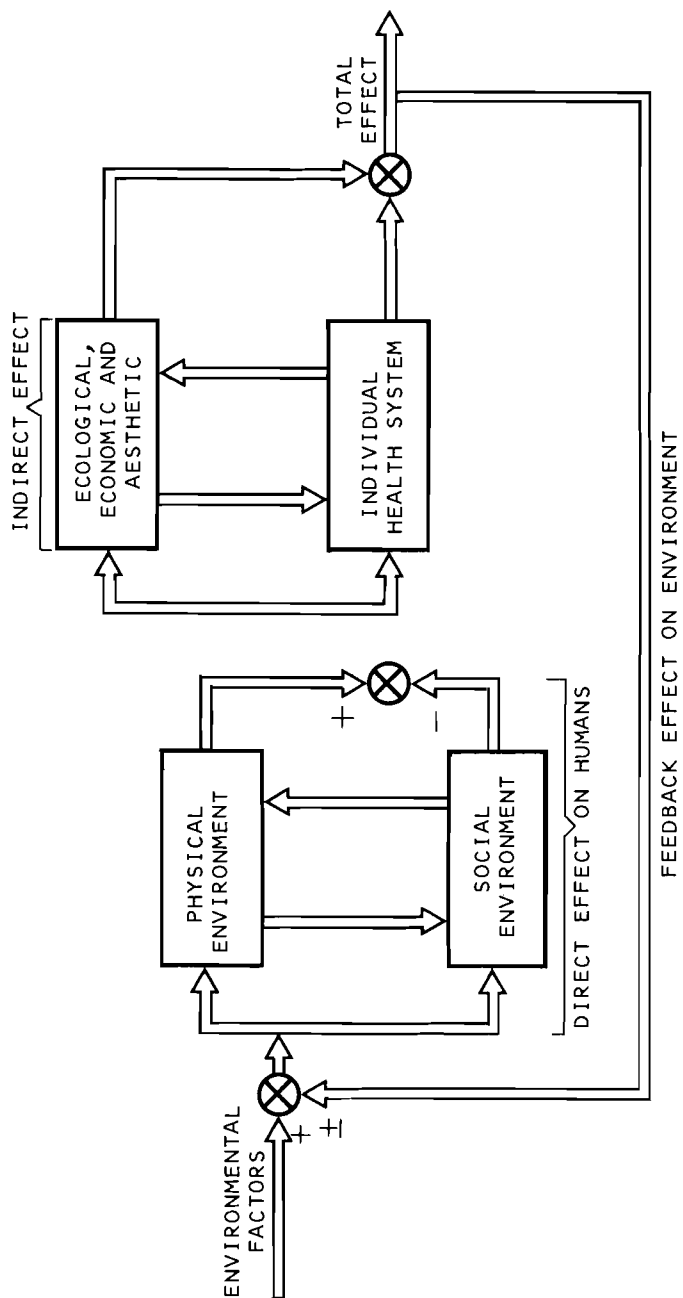 ENVIRONMENTAL
FACTORS
+
±
PHYSICAL
ENVIRONMENT
SOCIAL
ENVIRONMENT
+
-
DIRECT EFFECT ON HUMANS
INDIRECT EFFECT
ECOLOGICAL,
ECONOMIC AND
AESTHETIC
INDIVIDUAL
HEALTH SYSTEM
TOTAL
EFFECT
FEEDBACK EFFECT ON ENVIRONMENT